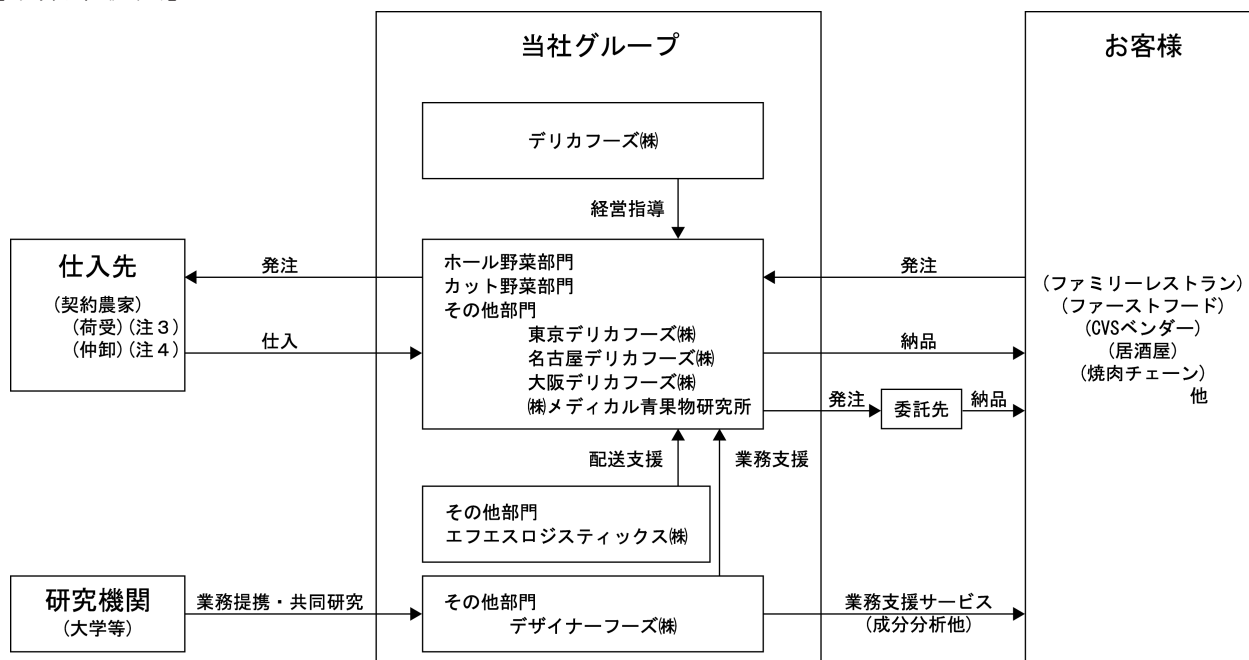 当社グループ
お客様
デリカフーズ㈱
経営指導
仕入先
(契約農家)
(荷受)(注3)
(仲卸)(注4)
発注
仕入
ホール野菜部門
カット野菜部門
その他部門
東京デリカフーズ㈱
名古屋デリカフーズ㈱
大阪デリカフーズ㈱
㈱メディカル青果物研究所
発注
納品
発注
委託先
納品
(ファミリーレストラン)
(ファーストフード)
(CVSベンダー)
(居酒屋)
(焼肉チェーン)
他
配送支援
業務支援
その他部門
エフエスロジスティックス㈱
研究機関
(大学等)
業務提携・共同研究
その他部門
デザイナーフーズ㈱
業務支援サービス
(成分分析他)